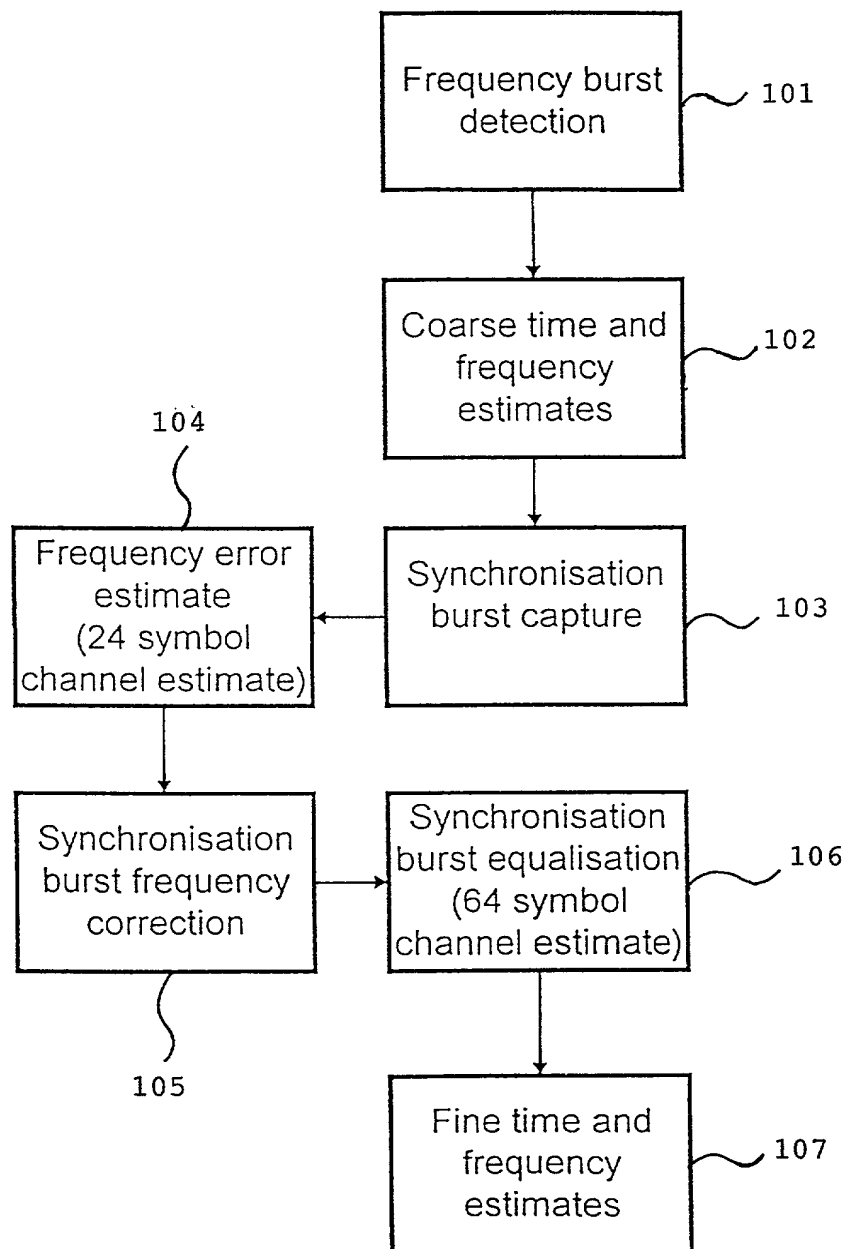 Frequency burst
detection
101
Coarse time and
frequency
estimates
102
Synchronisation
burst capture
103
104
Frequency error
estimate
(24 symbol
channel estimate)
Synchronisation
burst frequency
correction
105
Synchronisation
burst equalisation
(64 symbol
channel estimate)
106
Fine time and
frequency
estimates
107